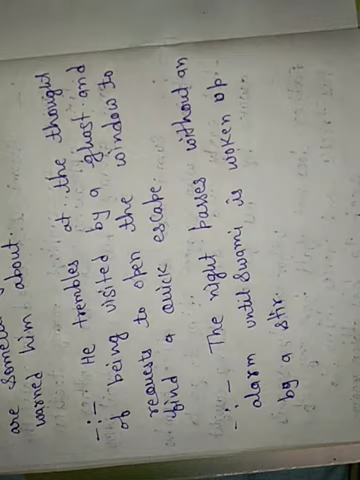 are
warned him about.
-:- He trembles at the thought
of being visited by a ghost and
requests to open the window to
find a quick escape.
-:- The night passes without an
alarm until Swami is woken up
by a stir.